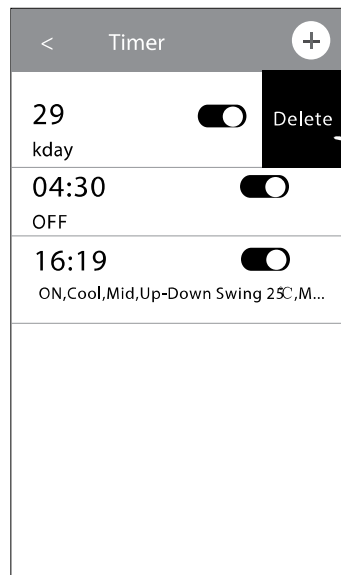 < Timer +
29 Delete
kday
04:30
OFF
16:19
ON,Cool,Mid,Up-Down Swing 25℃,M...